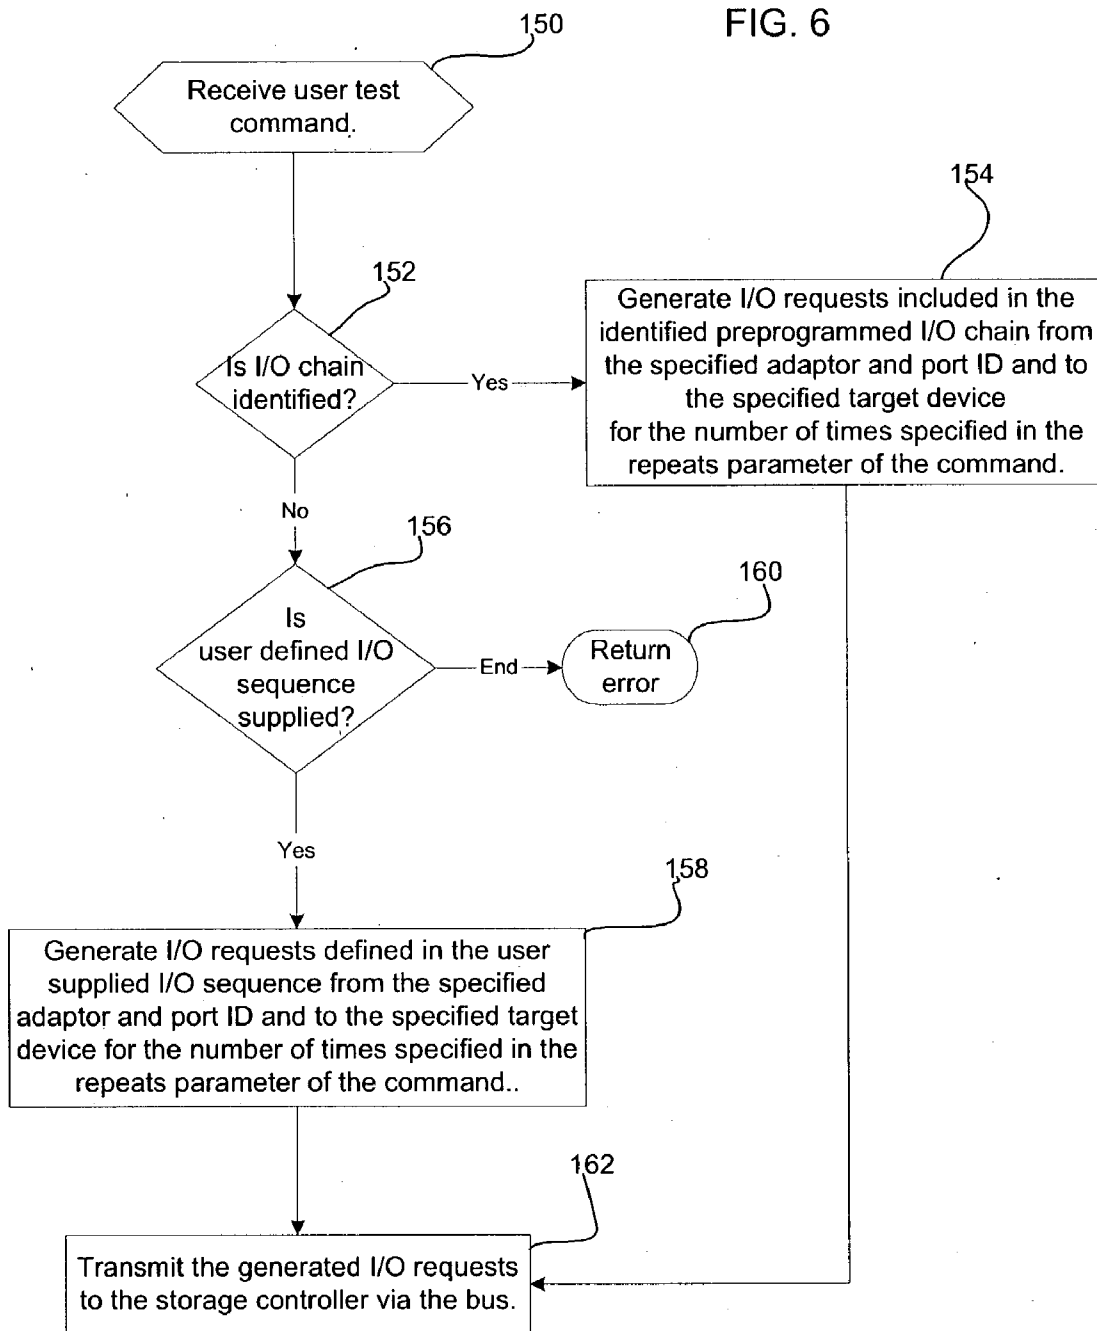 FIG. 6
150
Receive user test
command.
154
152
Generate I/O requests included in the
identified preprogrammed I/O chain from
the specified adaptor and port ID and to
the specified target device
for the number of times specified in the
repeats parameter of the command.
Is I/O chain
identified?
Yes
No
156
160
Is
user defined I/O
sequence
supplied?
End
Return
error
Yes
158
Generate I/O requests defined in the user
supplied I/O sequence from the specified
adaptor and port ID and to the specified target
device for the number of times specified in the
repeats parameter of the command..
162
Transmit the generated I/O requests
to the storage controller via the bus.